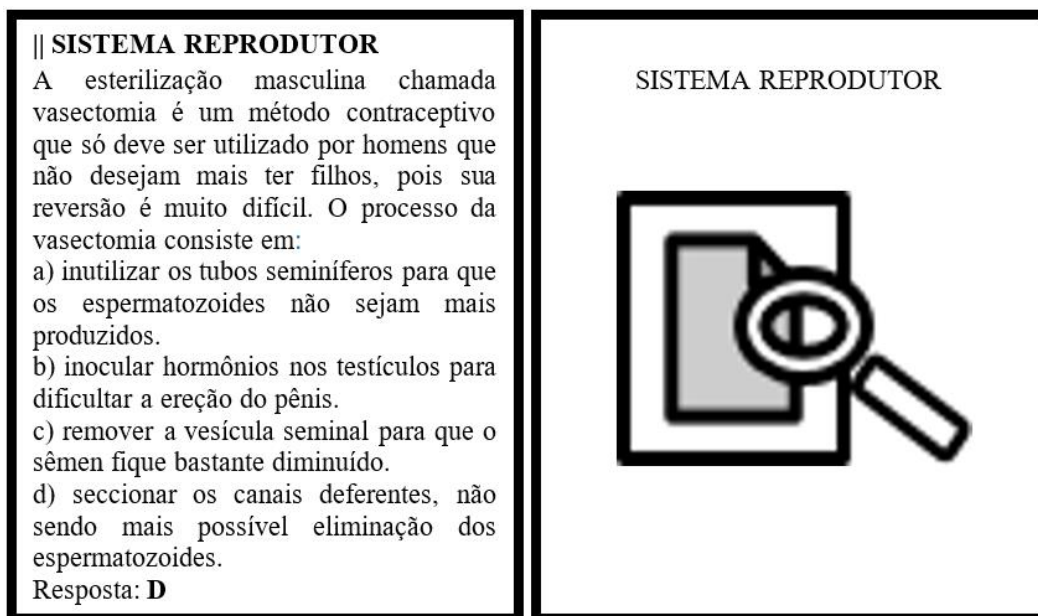 || SISTEMA REPRODUTOR
A esterilização masculina chamada
vasectomia é um método contraceptivo
que só deve ser utilizado por homens que
não desejam mais ter filhos, pois sua
reversão é muito difícil. O processo da
vasectomia consiste em:
a) inutilizar os tubos seminíferos para que
os espermatozoides não sejam mais
produzidos.
b) inocular hormônios nos testículos para
dificultar a ereção do pênis.
c) remover a vesícula seminal para que o
sêmen fique bastante diminuído.
d) seccionar os canais deferentes, não
sendo mais possível eliminação dos
espermatozoides.
Resposta: D
SISTEMA REPRODUTOR